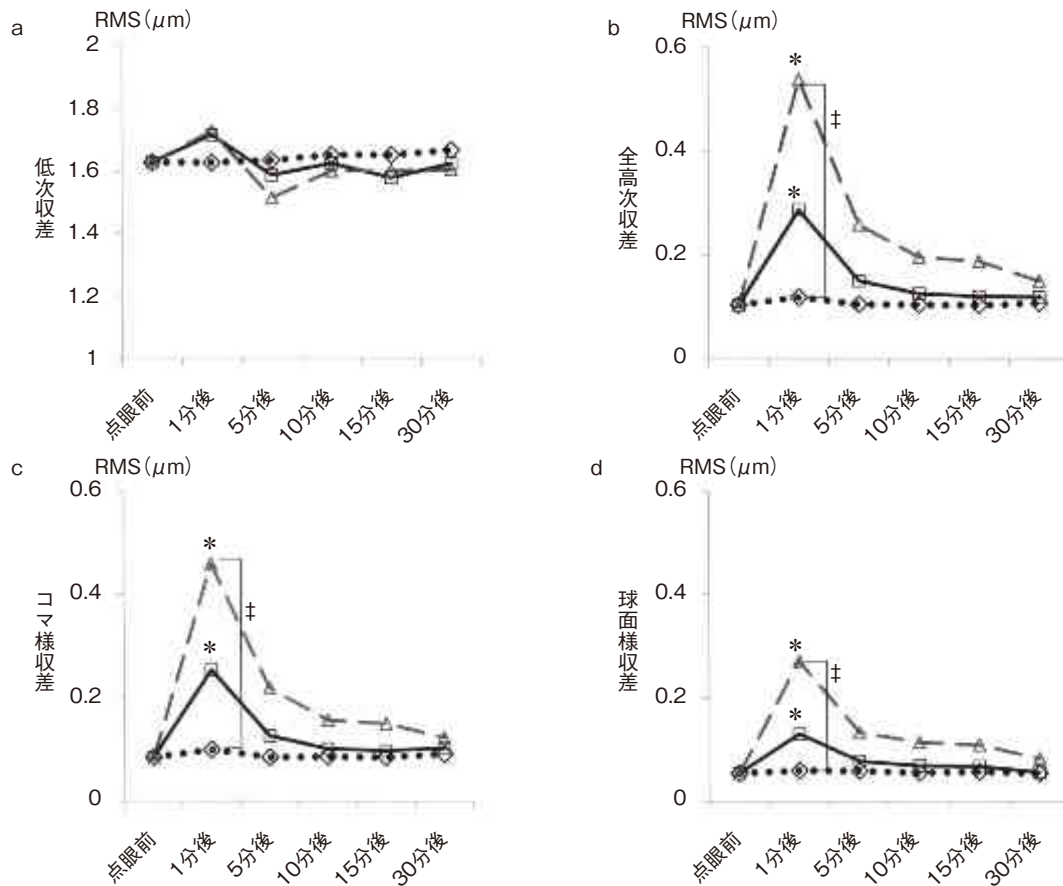 a
RMS(μm)
2
1.8
1.6
1.4
1.2
1
低次収差
点眼前
1分後
5分後
10分後
15分後
30分後
b
RMS(μm)
0.6
0.4
0.2
0
全高次収差
*
*
‡
点眼前
1分後
5分後
10分後
15分後
30分後
c
RMS(μm)
0.6
0.4
0.2
0
コマ様収差
*
*
‡
点眼前
1分後
5分後
10分後
15分後
30分後
d
RMS(μm)
0.6
0.4
0.2
0
球面様収差
*
*
‡
点眼前
1分後
5分後
10分後
15分後
30分後